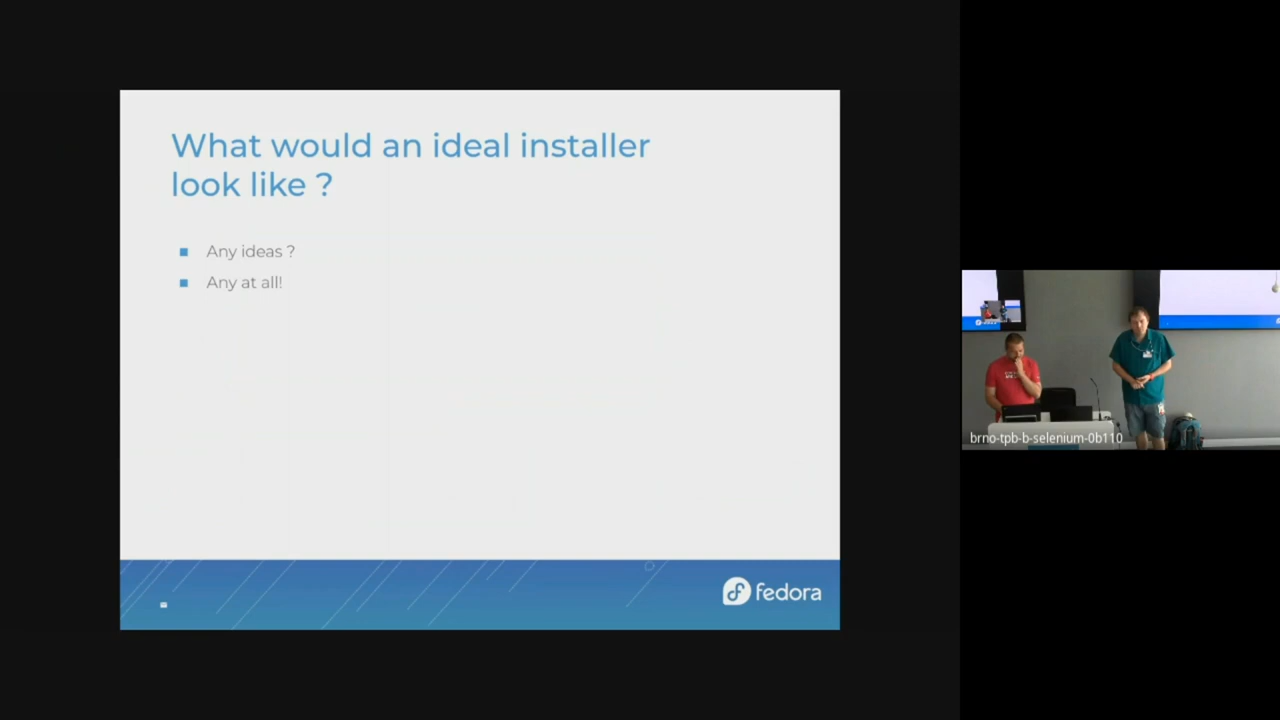 What would an ideal installer
look like ?
Any ideas ?
Any at all!
fedora
brno-tpb-b-selenium-0b110